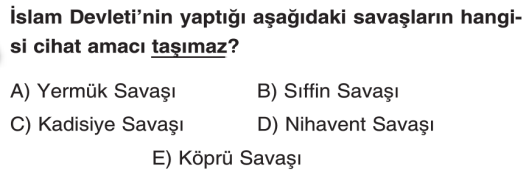 İslam Devleti'nin yaptığı aşağıdaki savaşların hangi-
si cihat amacı taşımaz?
A) Yermük Savaşı B) Sıffin Savaşı
C) Kadisiye Savaşı D) Nihavent Savaşı
E) Köprü Savaşı